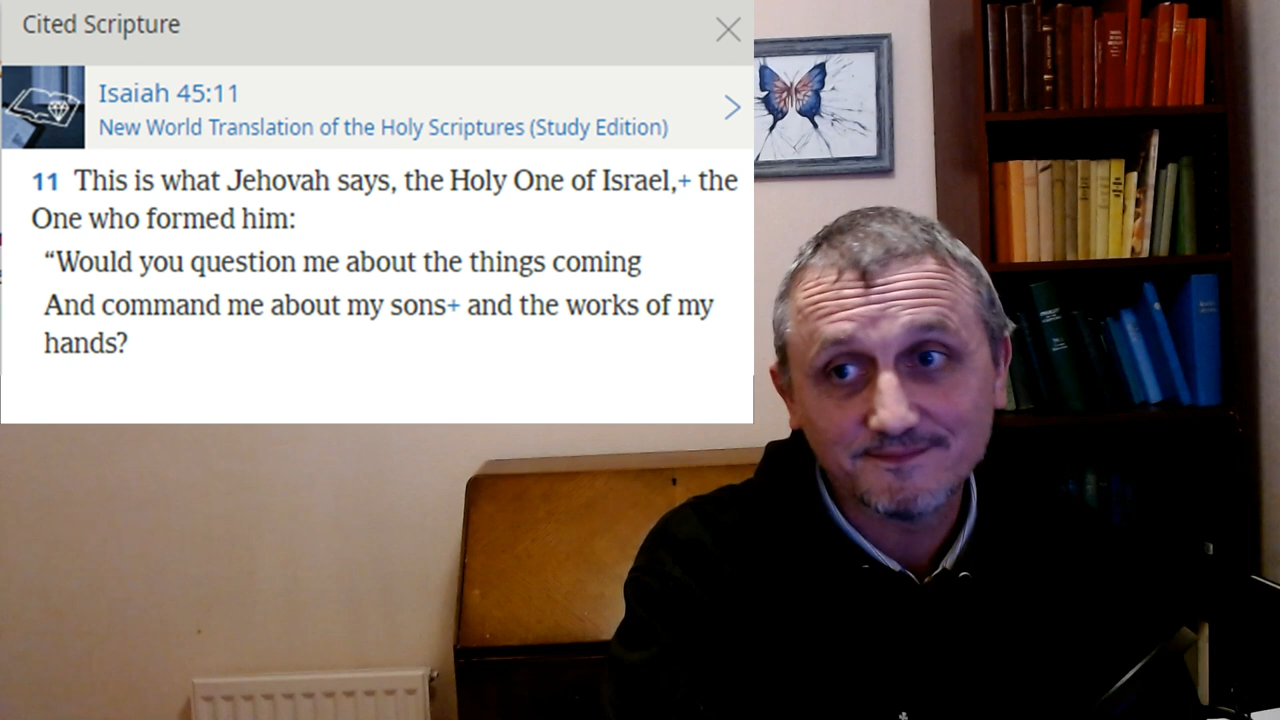 Cited Scripture
Isaiah 45:11
New World Translation of the Holy Scriptures (Study Edition)
11 This is what Jehovah says, the Holy One of Israel,+ the
One who formed him:
“Would you question me about the things coming
And command me about my sons+ and the works of my
hands?